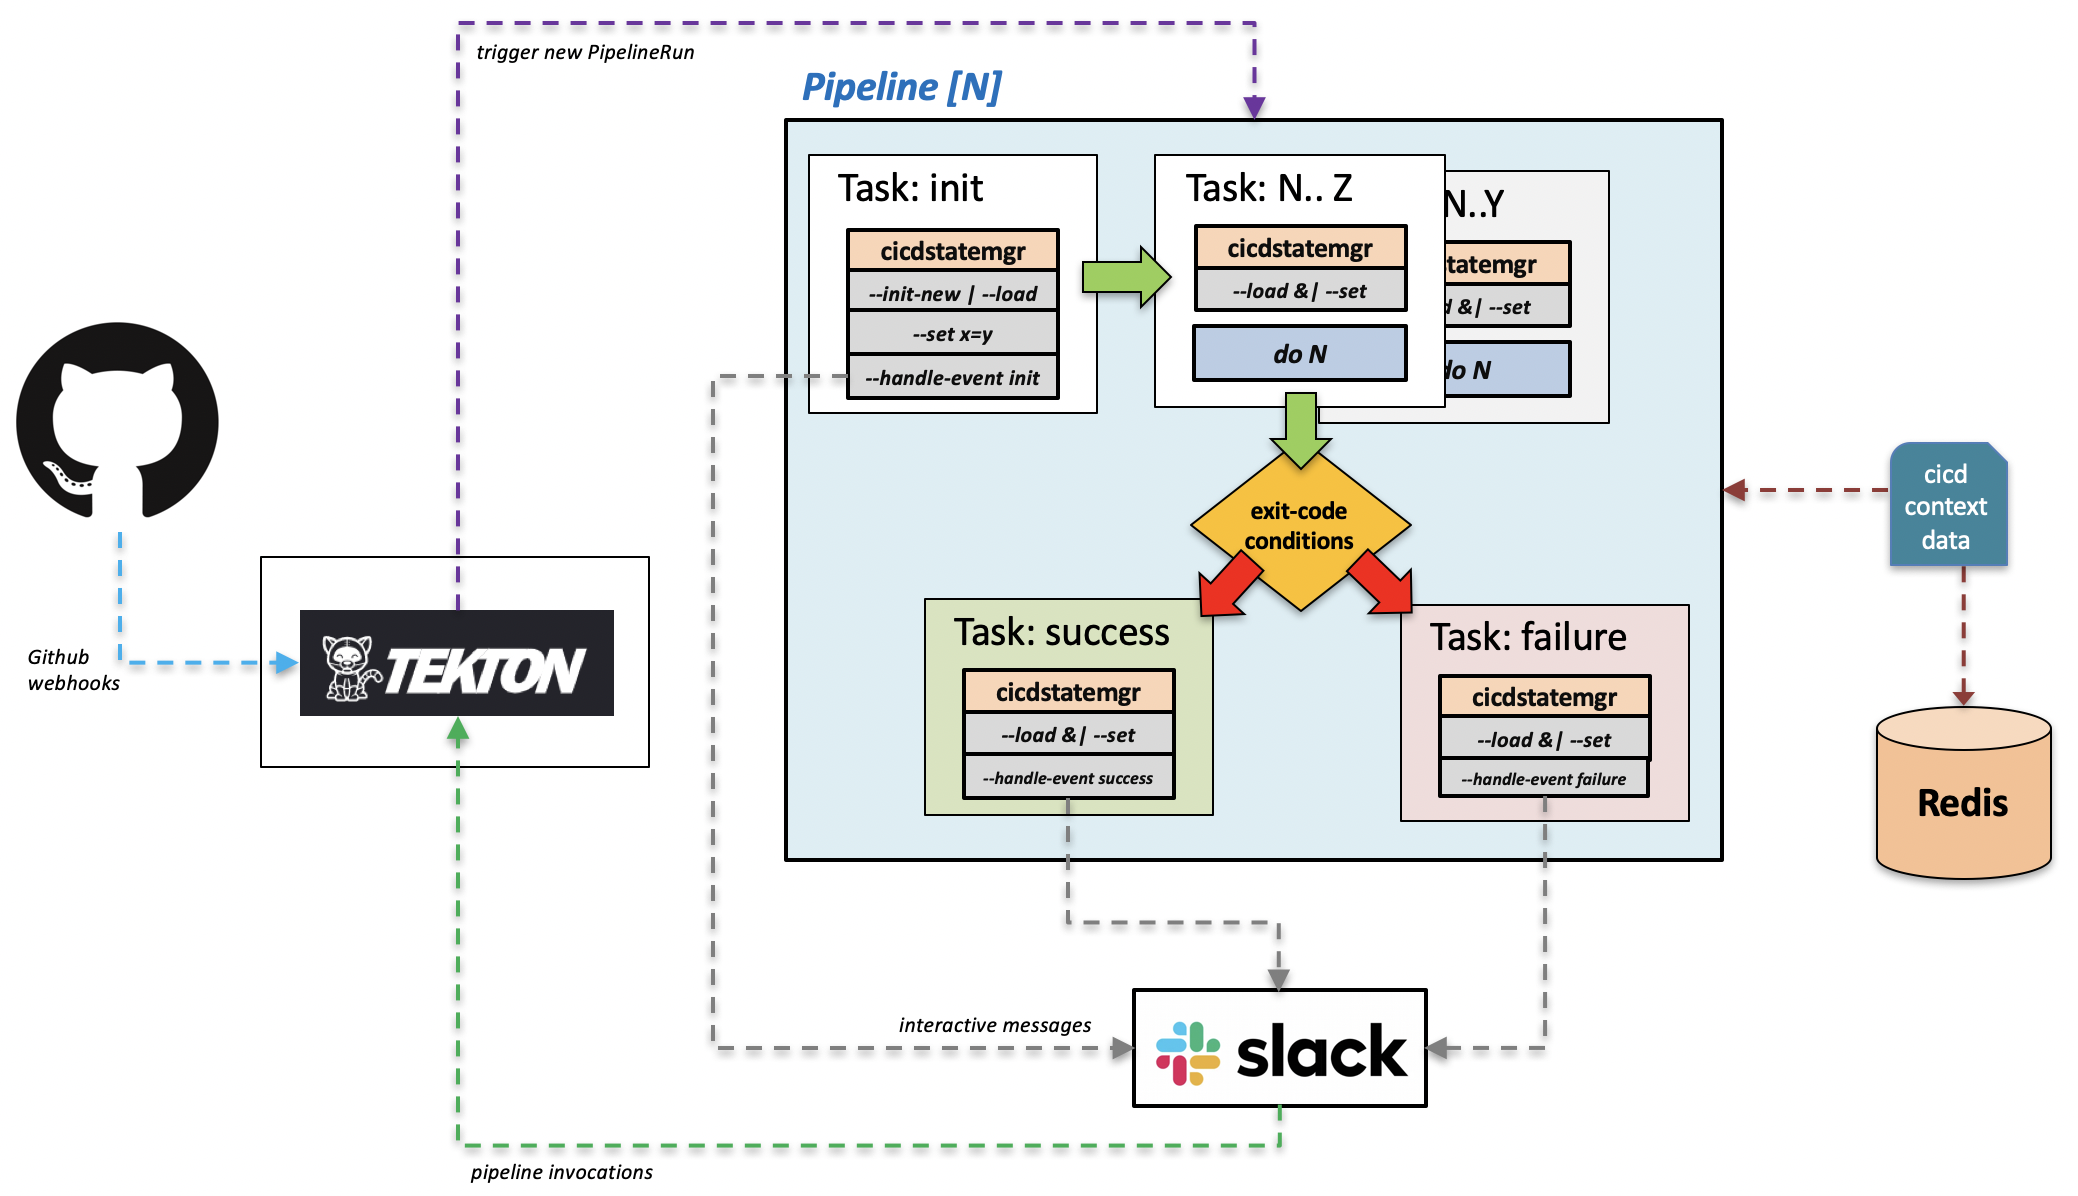 trigger new PipelineRun
Pipeline [N]
Task: init
cicdstatemgr
--init-new | --load
--set x=y
--handle-event init
Task: N.. Z
cicdstatemgr
--load &| --set
do N
N..Y
statemgr
d &| --set
do N
exit-code
conditions
Task: success
cicdstatemgr
--load &| --set
--handle-event success
Task: failure
cicdstatemgr
--load &| --set
--handle-event failure
cicd
context
data
Redis
Github
webhooks
TEKTON
interactive messages
slack
pipeline invocations